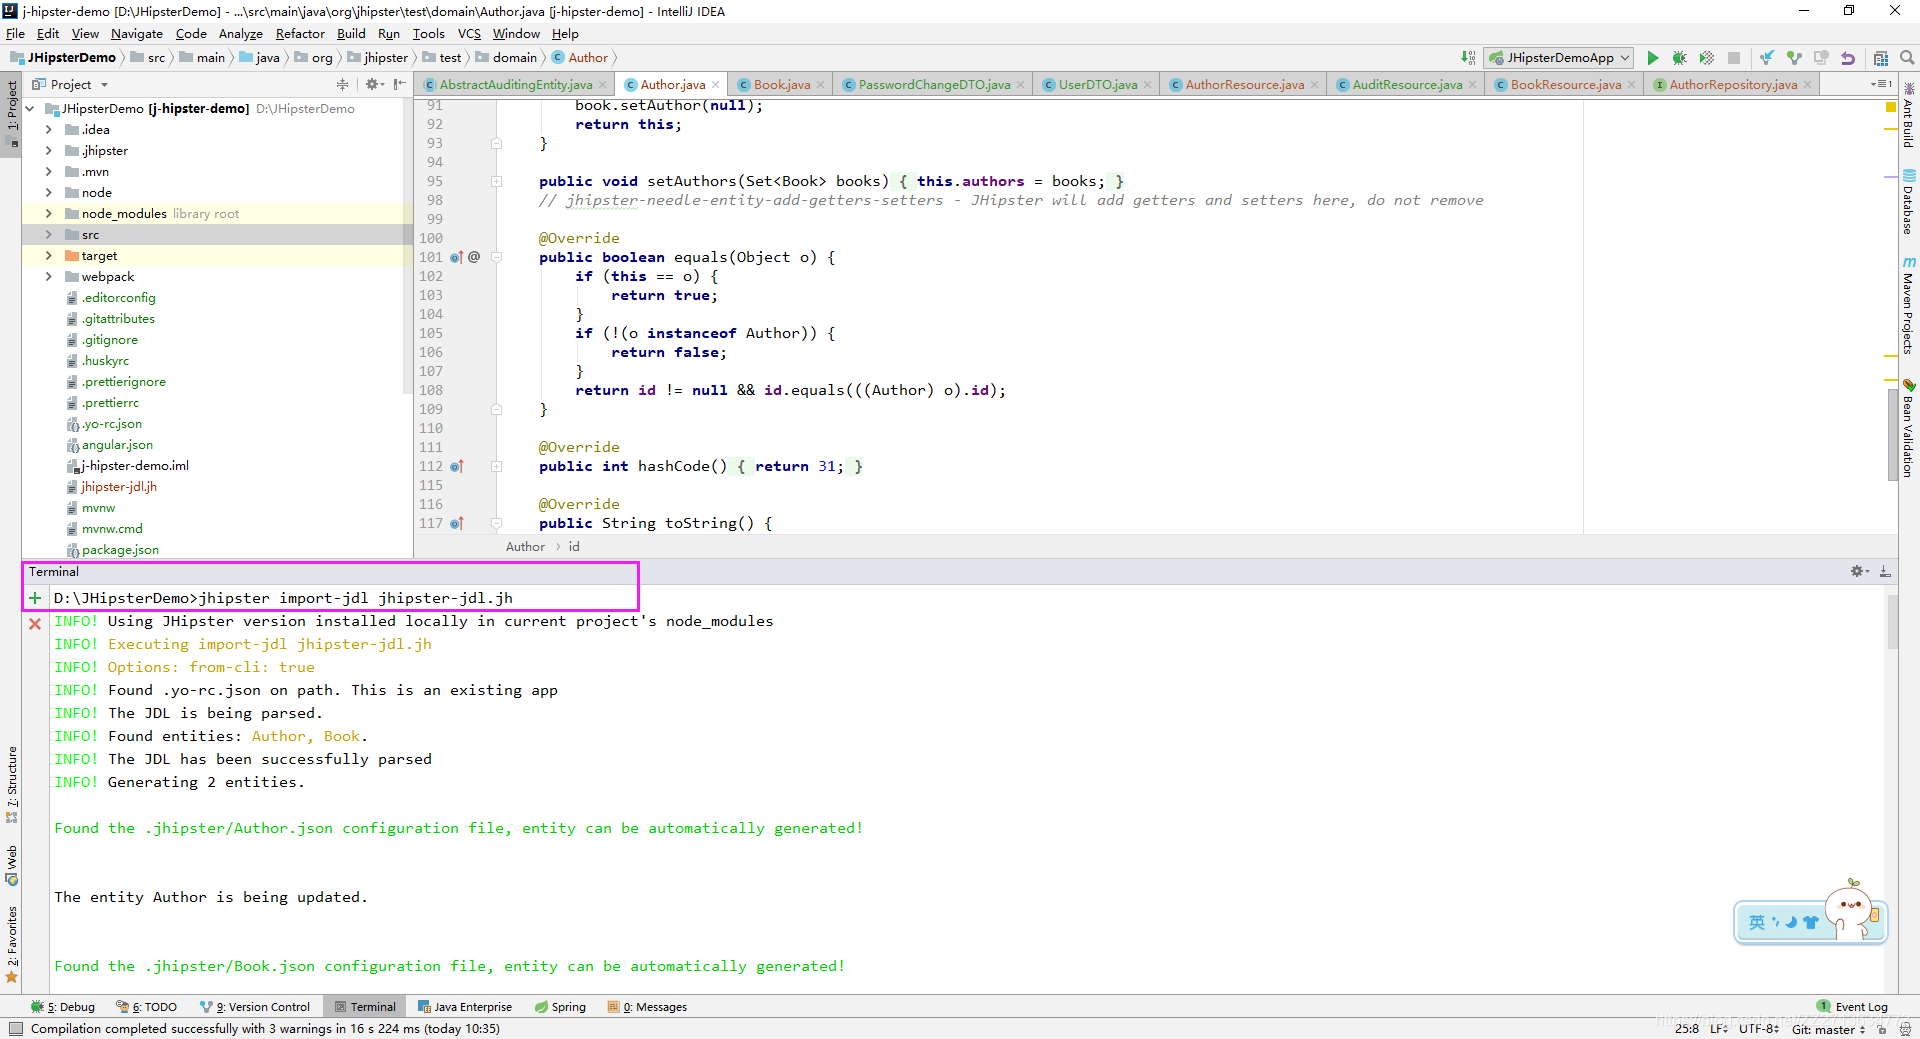 j-hipster-demo [D:\JHipsterDemo] - ...\src\main\java\org\jhipster\test\domain\Author.java [j-hipster-demo] - IntelliJ IDEA
File Edit View Navigate Code Analyze Refactor Build Run Tools VCS Window Help
JHipsterDemo src main java org jhipster test domain Author JHipsterDemoApp
1: Project
Project
AbstractAuditingEntity.java Author.java Book.java PasswordChangeDTO.java UserDTO.java AuthorResource.java AuditResource.java BookResource.java AuthorRepository.java
JHipsterDemo [j-hipster-demo] D:\JHipsterDemo
.idea
.jhipster
.mvn
node
node_modules library root
src
target
webpack
.editorconfig
.gitattributes
.gitignore
.huskyrc
.prettierignore
.prettierrc
.yo-rc.json
angular.json
j-hipster-demo.iml
jhipster-jdl.jh
mvnw
mvnw.cmd
package.json
91 book.setAuthor(null);
92 return this;
93 }
94
95 public void setAuthors(Set<Book> books) { this.authors = books; }
98 // jhipster-needle-entity-add-getters-setters - JHipster will add getters and setters here, do not remove
99
100 @Override
101 @ public boolean equals(Object o) {
102 if (this == o) {
103 return true;
104 }
105 if (!(o instanceof Author)) {
106 return false;
107 }
108 return id != null && id.equals(((Author) o).id);
109 }
110
111 @Override
112 public int hashCode() { return 31; }
115
116 @Override
117 public String toString() {
Author › id
Ant Build
Database
Maven Projects
Bean Validation
Terminal
D:\JHipsterDemo>jhipster import-jdl jhipster-jdl.jh
INFO! Using JHipster version installed locally in current project's node_modules
INFO! Executing import-jdl jhipster-jdl.jh
INFO! Options: from-cli: true
INFO! Found .yo-rc.json on path. This is an existing app
INFO! The JDL is being parsed.
INFO! Found entities: Author, Book.
INFO! The JDL has been successfully parsed
INFO! Generating 2 entities.
Found the .jhipster/Author.json configuration file, entity can be automatically generated!
The entity Author is being updated.
Found the .jhipster/Book.json configuration file, entity can be automatically generated!
7: Structure
Web
2: Favorites
英
5: Debug 6: TODO 9: Version Control Terminal Java Enterprise Spring 0: Messages 1 Event Log
Compilation completed successfully with 3 warnings in 16 s 224 ms (today 10:35) 25:8 LF UTF-8 Git: master